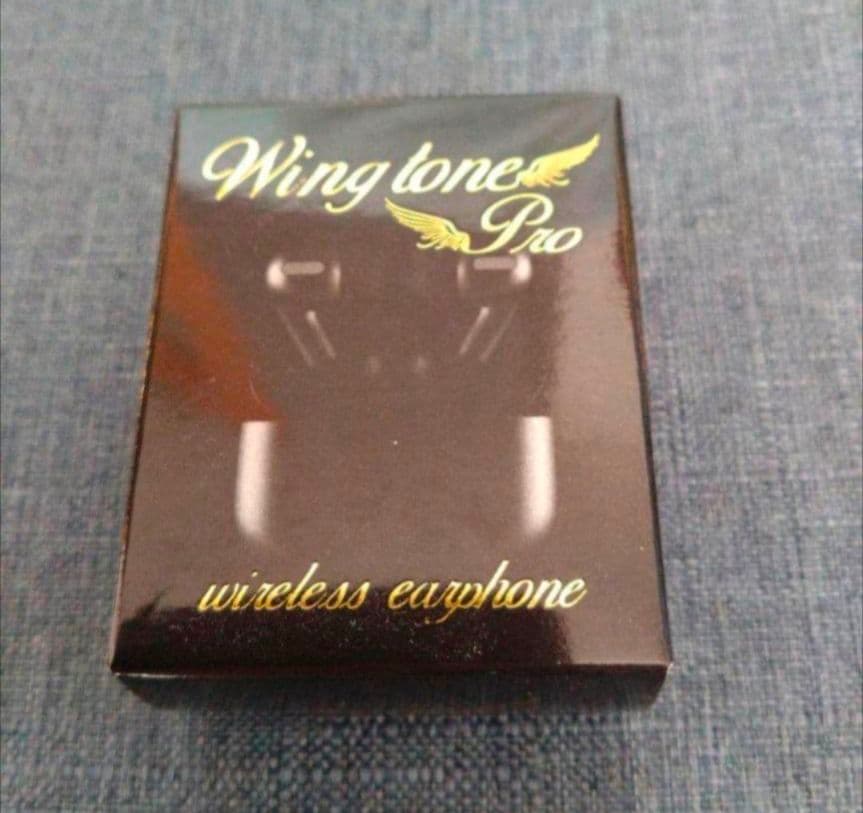 Wing tone
Pro
wireless earphone